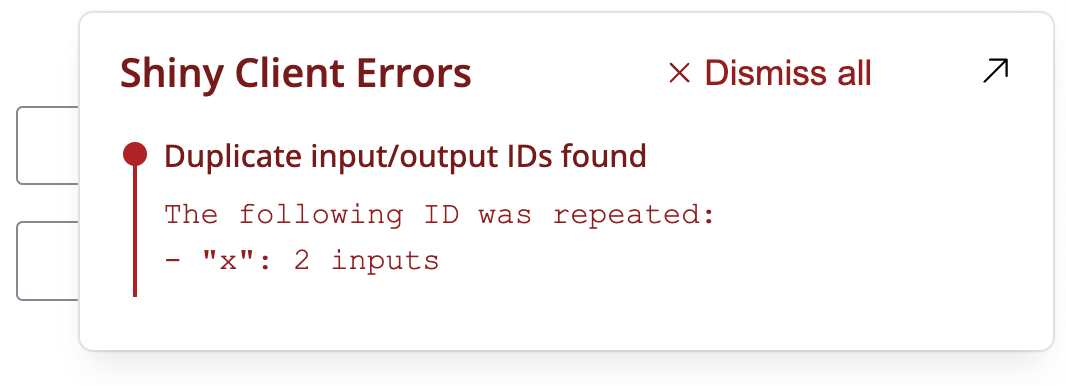 Shiny Client Errors
Dismiss all
Duplicate input/output IDs found
The following ID was repeated:
- "x": 2 inputs